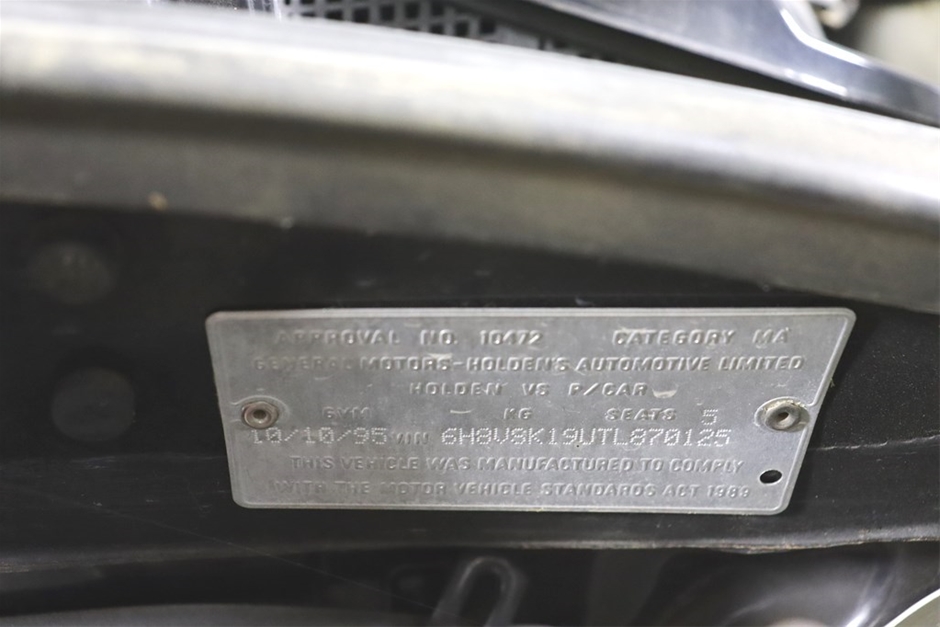 APPROVAL NO. 10472 CATEGORY MA
GENERAL MOTORS-HOLDEN'S AUTOMOTIVE LIMITED
HOLDEN VS P/CAR
GVM - KG SEATS 5
10/10/95 VIN 6H8VSK19UTL870125
THIS VEHICLE WAS MANUFACTURED TO COMPLY
WITH THE MOTOR VEHICLE STANDARDS ACT 1989